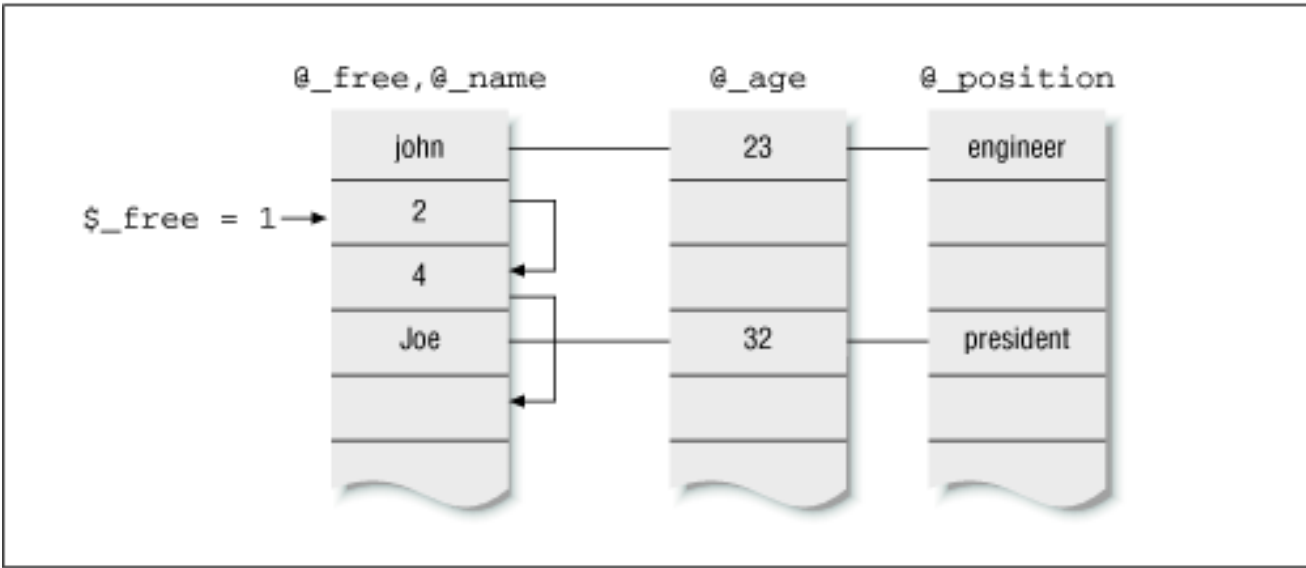 @_free,@_name @_age @_position
john 23 engineer
$_free = 1 2
4
Joe 32 president